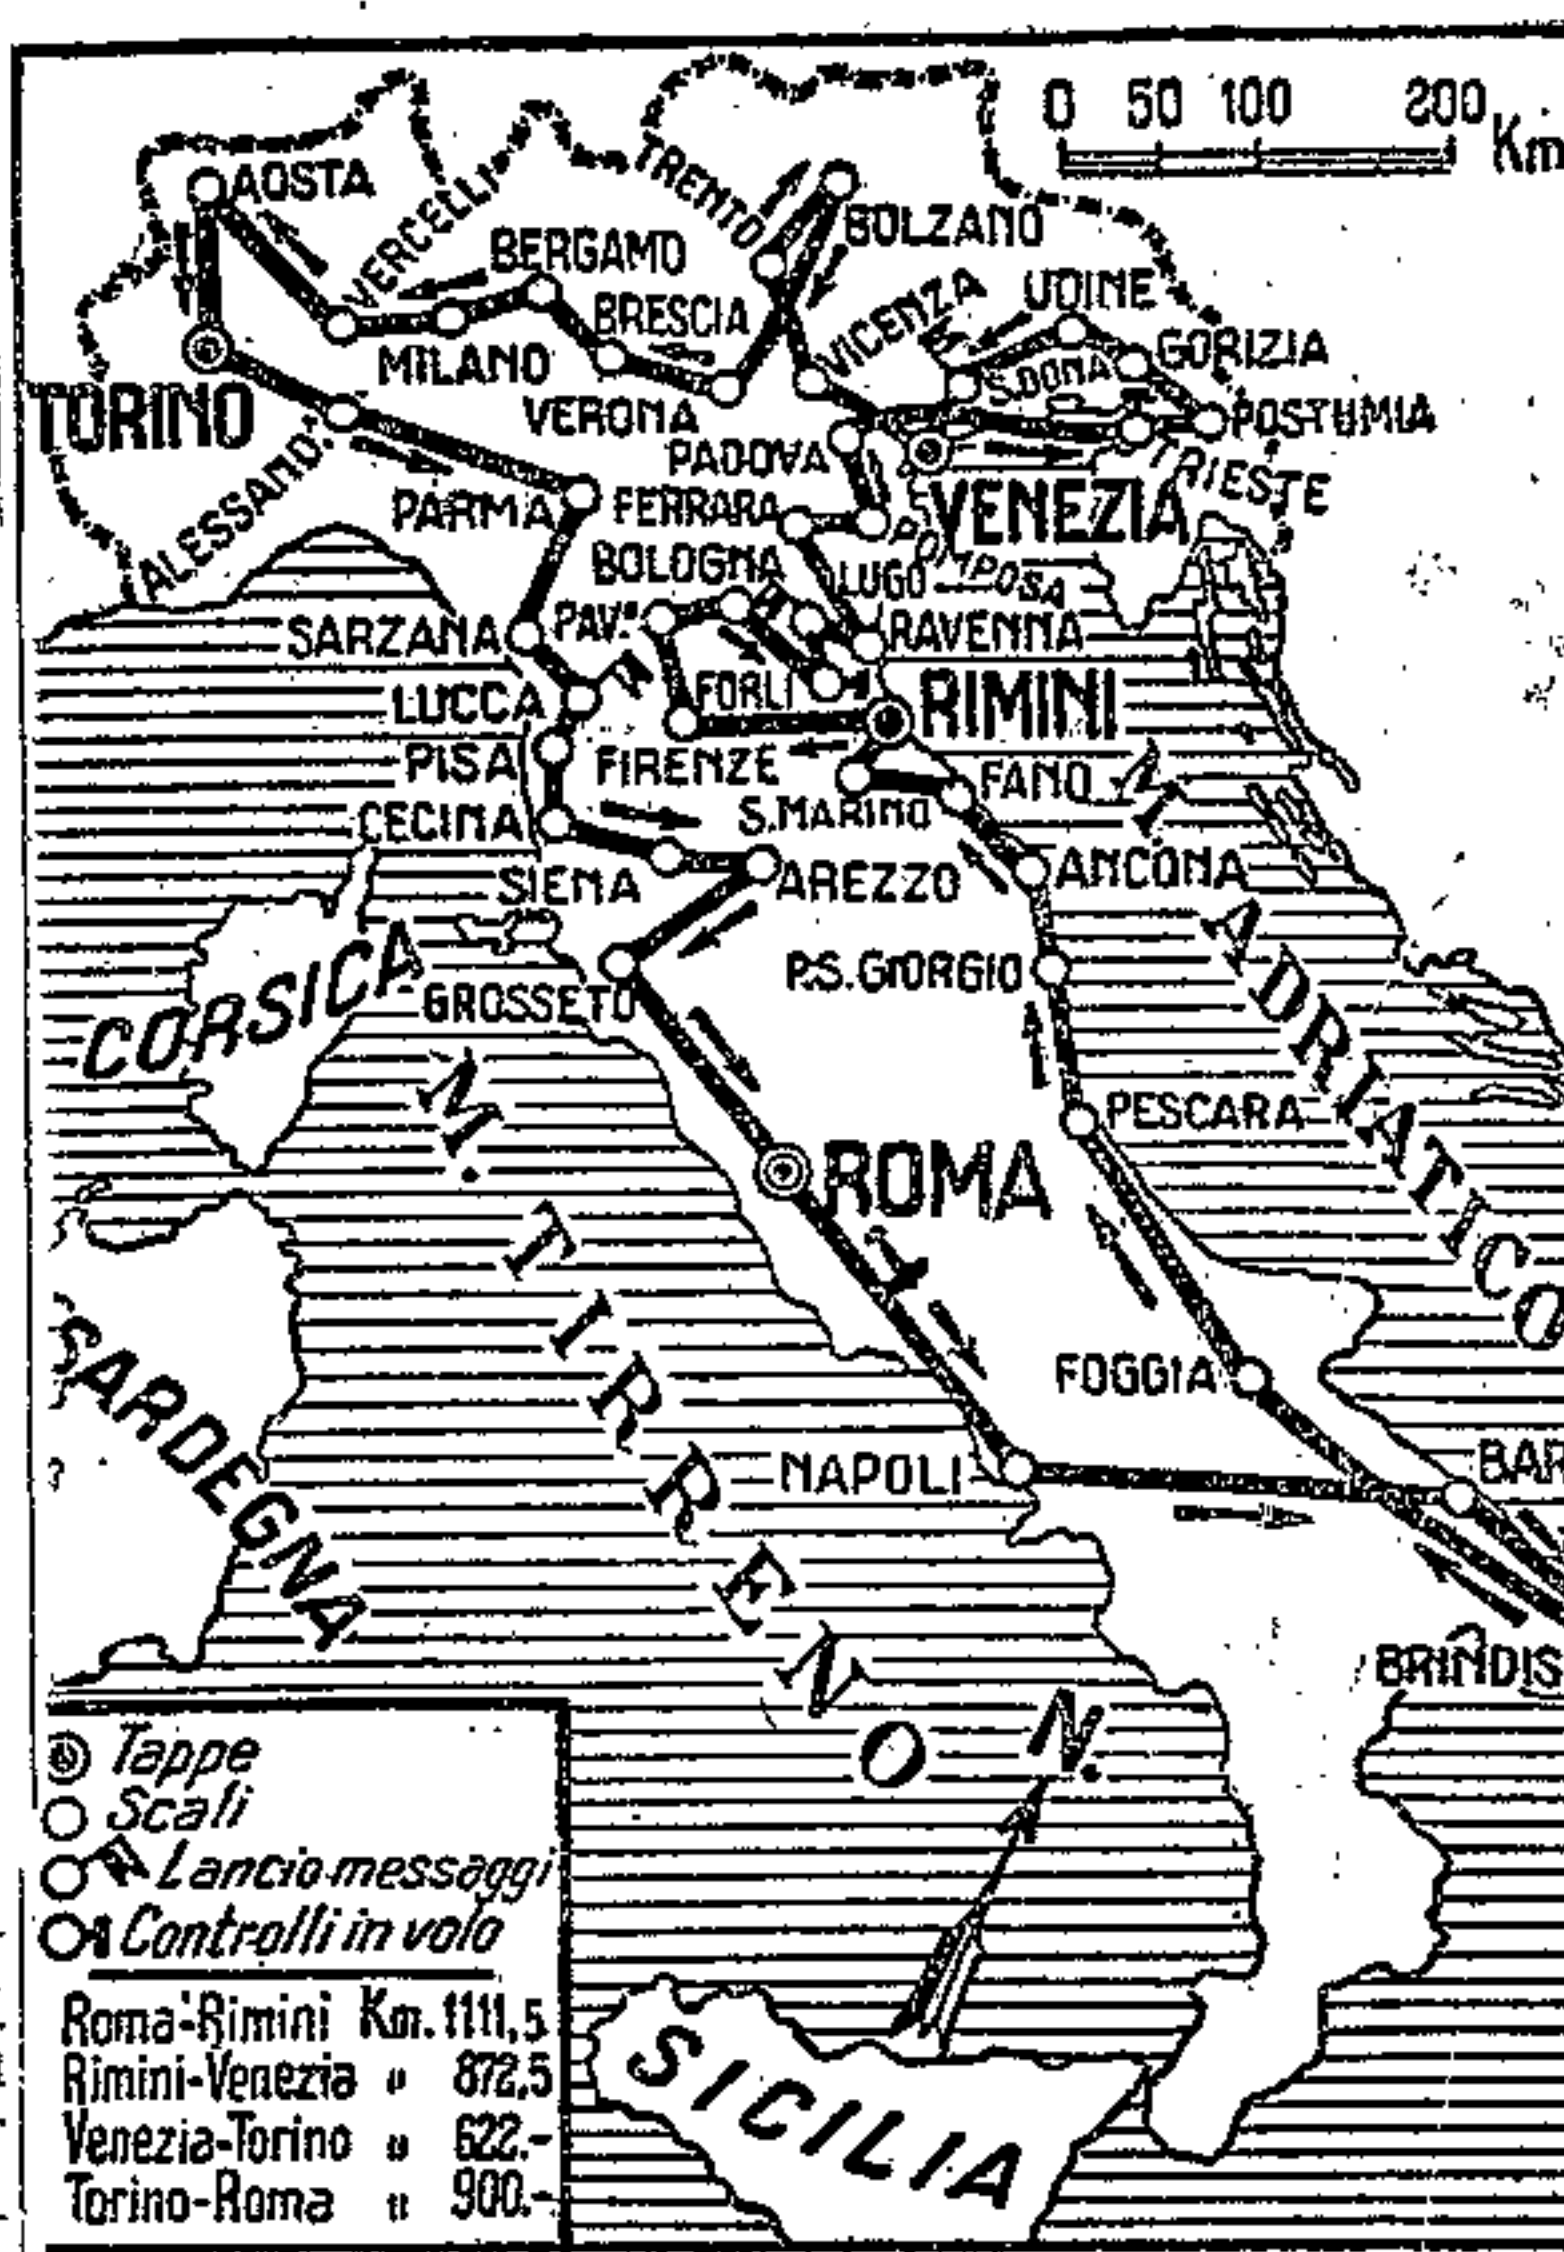 0 50 100 200 Km
AOSTA
VERCELLI
TRENTO
BOLZANO
BERGAMO
BRESCIA
VICENZA
UDINE
GORIZIA
MILANO
VERONA
S.DONA
POSTUMIA
TORINO
PADOVA
TRIESTE
ALESSAND.
PARMA
FERRARA
VENEZIA
POMPOSA
BOLOGNA
LUGO
SARZANA
PAV.
RAVENNA
LUCCA
FORLI
RIMINI
PISA
FIRENZE
FANO
CECINA
S.MARINO
SIENA
AREZZO
ANCONA
CORSICA
GROSSETO
P.S.GIORGIO
M. ADRIATICO
PESCARA
ROMA
M. TIRRENO
SARDEGNA
FOGGIA
NAPOLI
BAR
BRINDIS
N.
Tappe
Scali
Lancio messaggi
Controlli in volo
Roma-Rimini Km. 1111,5
Rimini-Venezia " 872,5
Venezia-Torino " 622.-
Torino-Roma " 900.-
SICILIA